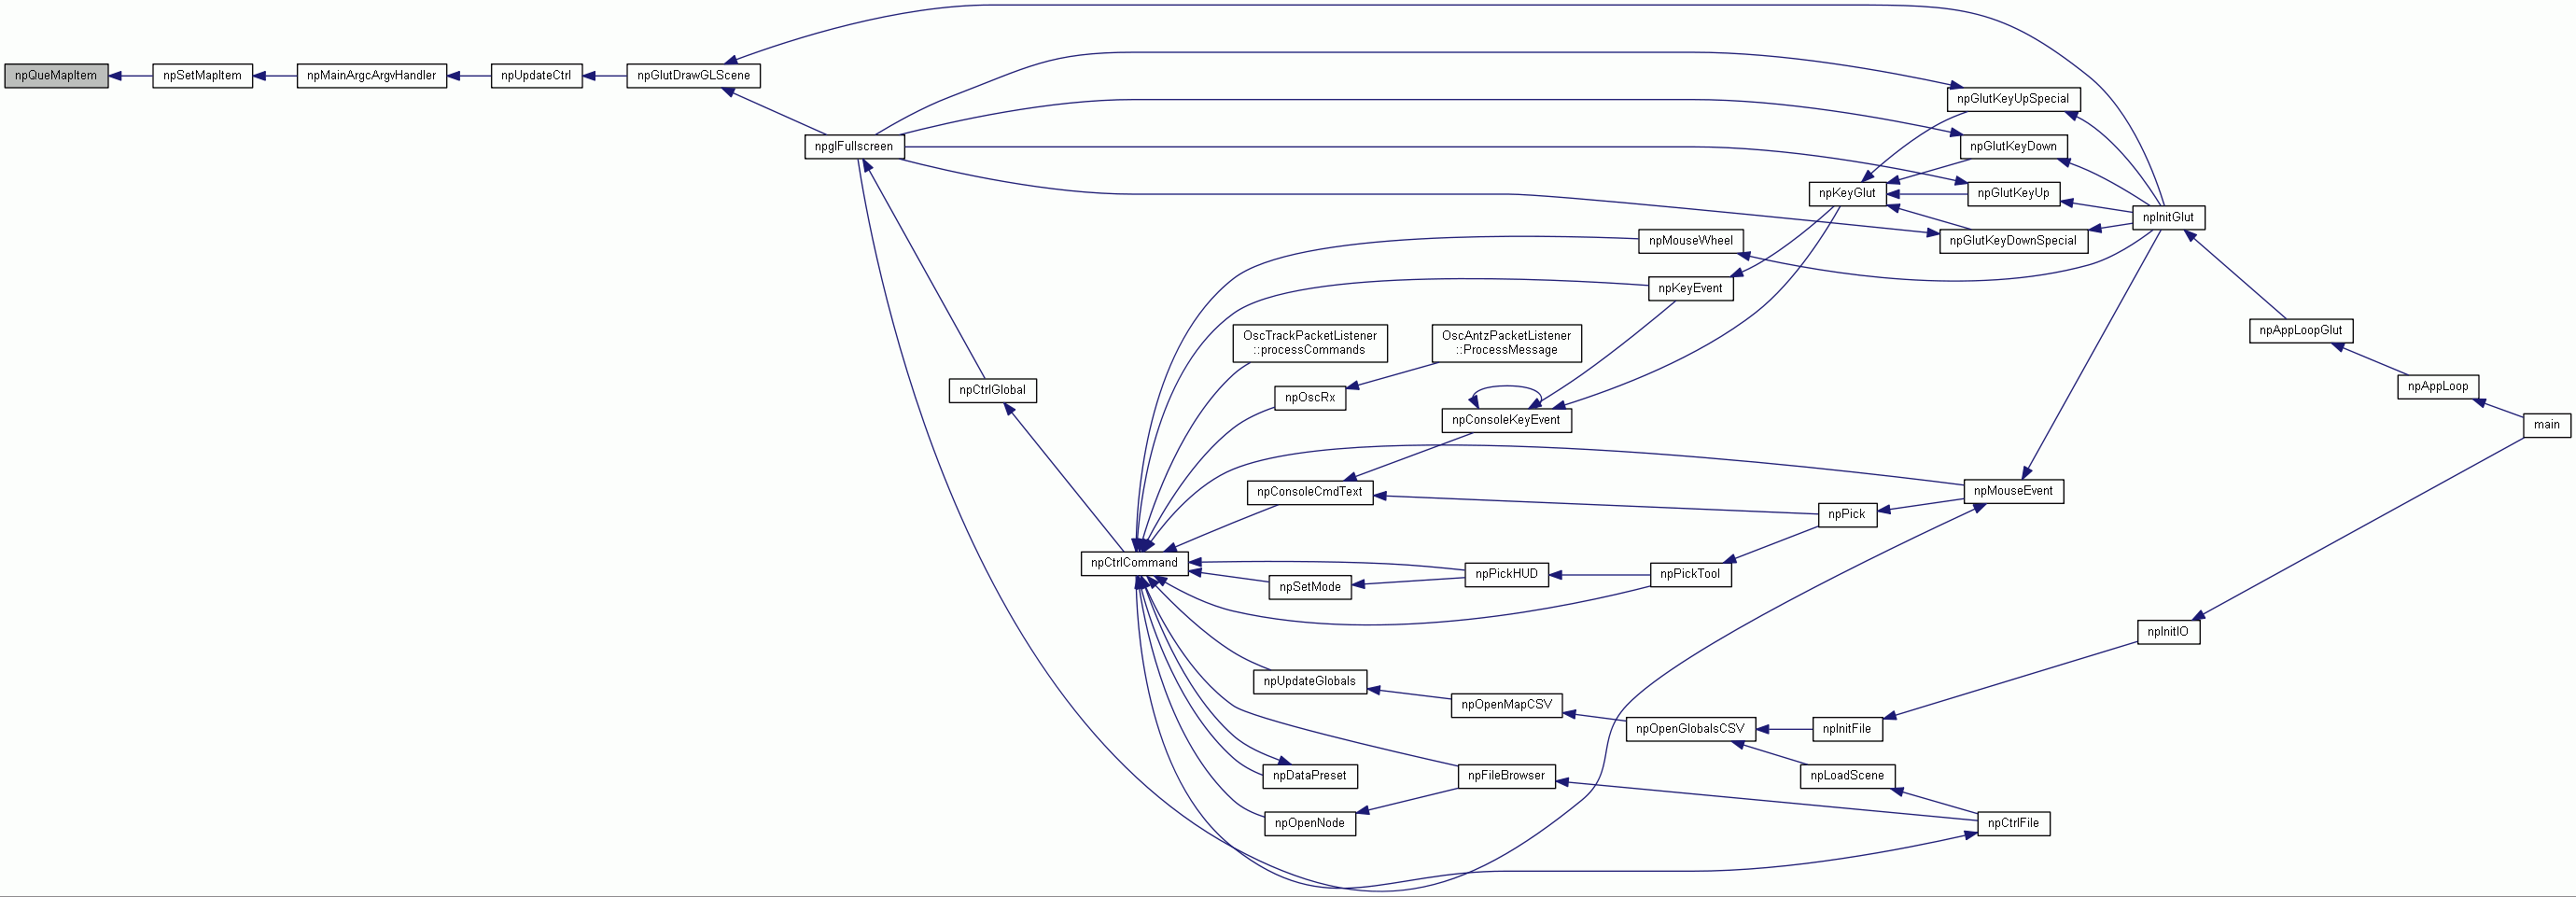 npQueMapItem
npSetMapItem
npMainArgcArgvHandler
npUpdateCtrl
npGlutDrawGLScene
npglFullscreen
npCtrlGlobal
npCtrlCommand
npMouseWheel
npKeyEvent
OscTrackPacketListener
::processCommands
npOscRx
OscAntzPacketListener
::ProcessMessage
npConsoleKeyEvent
npConsoleCmdText
npSetMode
npPickHUD
npPickTool
npPick
npUpdateGlobals
npOpenMapCSV
npOpenGlobalsCSV
npInitFile
npLoadScene
npDataPreset
npFileBrowser
npOpenNode
npCtrlFile
npKeyGlut
npGlutKeyUpSpecial
npGlutKeyDown
npGlutKeyUp
npGlutKeyDownSpecial
npMouseEvent
npInitGlut
npInitIO
npAppLoopGlut
npAppLoop
main